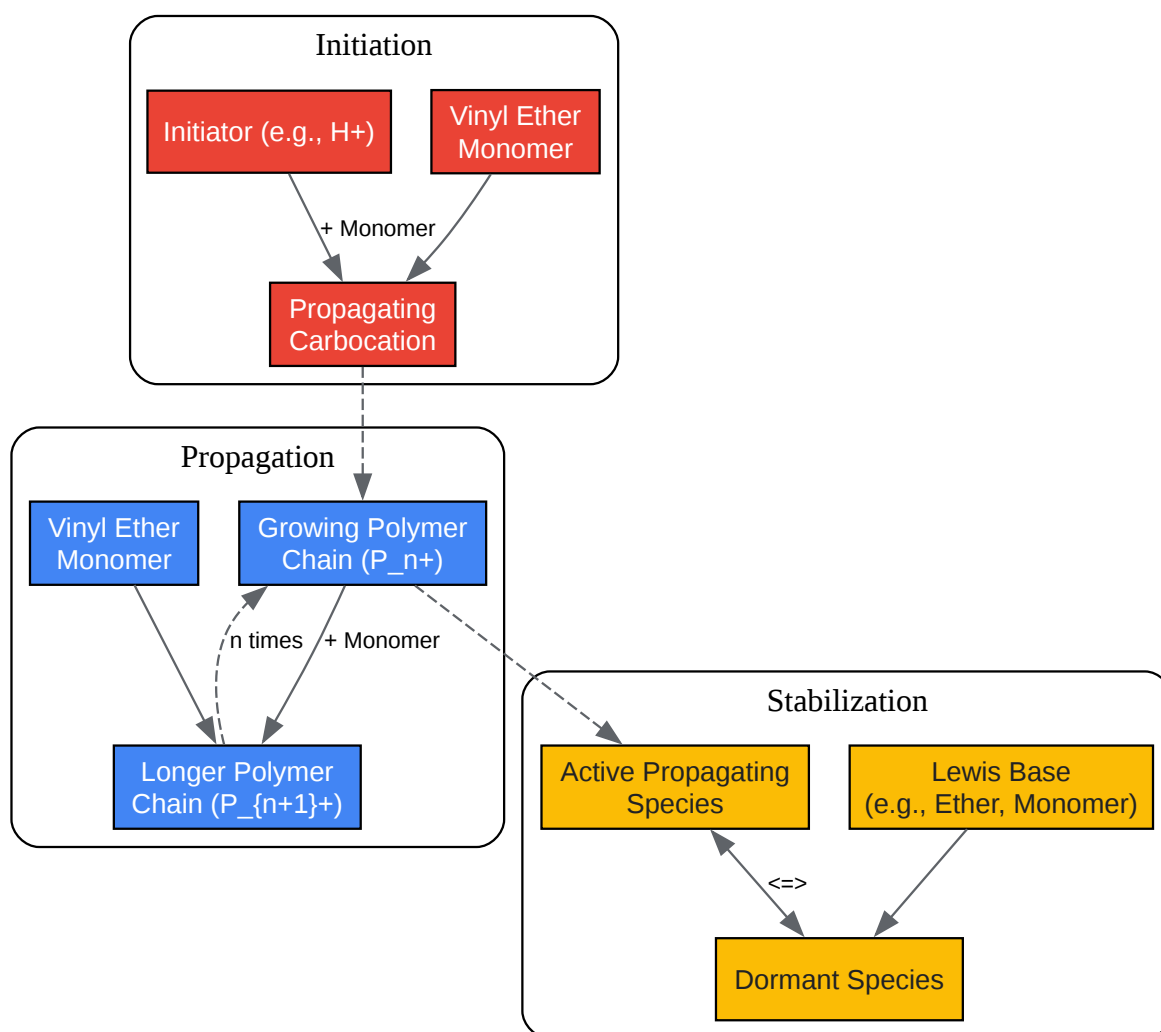 Initiation
Initiator (e.g., H+)
Vinyl Ether
Monomer
+ Monomer
Propagating
Carbocation
Propagation
Vinyl Ether
Monomer
Growing Polymer
Chain (P_n+)
n times
+ Monomer
Longer Polymer
Chain (P_{n+1}+)
Stabilization
Active Propagating
Species
Lewis Base
(e.g., Ether, Monomer)
<=>
Dormant Species